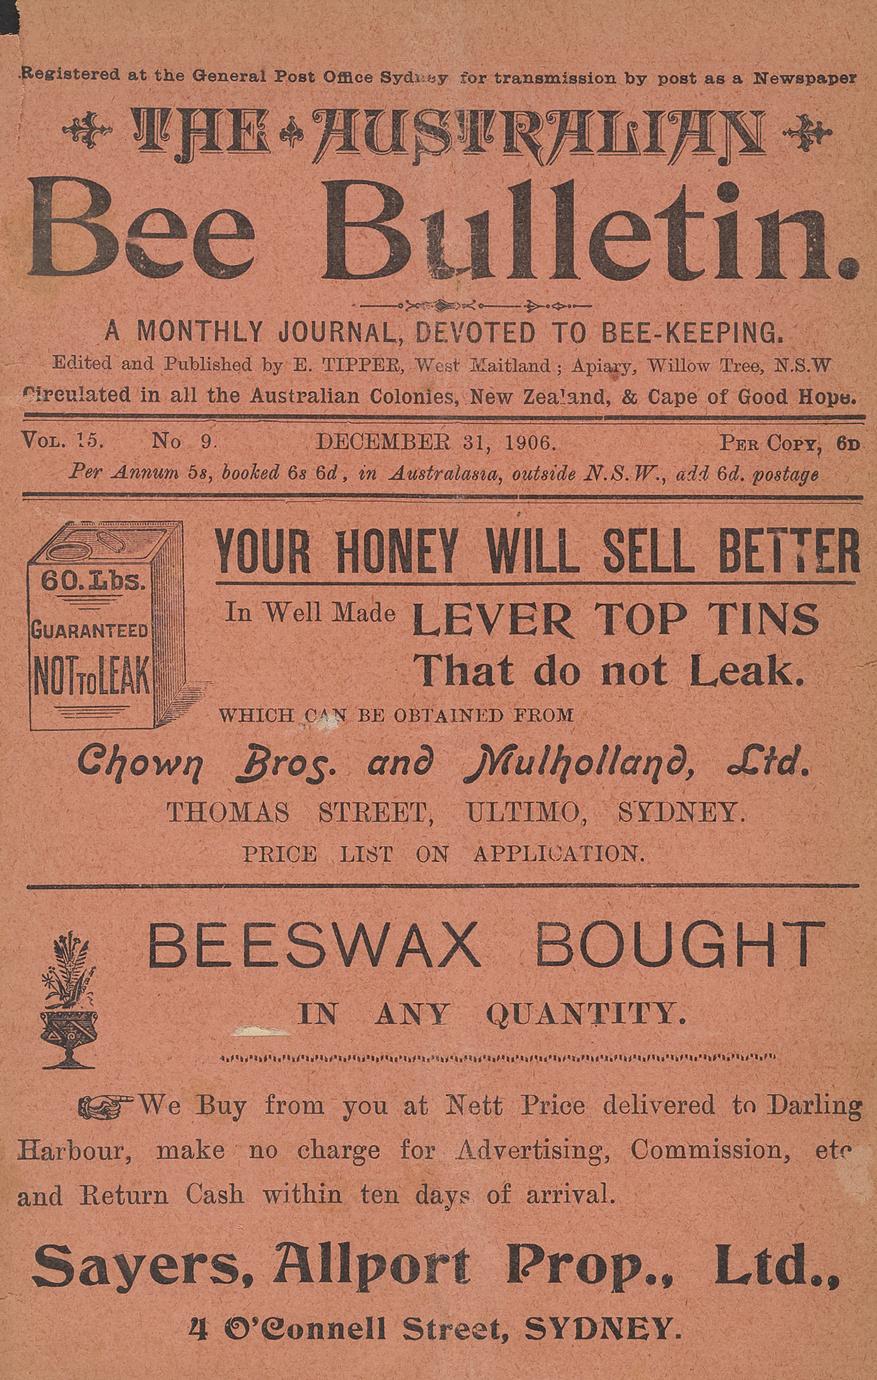 Registered at the General Post Office Sydney for transmission by post as a Newspaper
THE AUSTRALIAN
Bee Bulletin.
A MONTHLY JOURNAL, DEVOTED TO BEE-KEEPING.
Edited and Published by E. TIPPER, West Maitland ; Apiary, Willow Tree, N.S.W
Circulated in all the Australian Colonies, New Zealand, & Cape of Good Hope.
VOL. 15. No 9. DECEMBER 31, 1906. PER COPY, 6D
Per Annum 5s, booked 6s 6d, in Australasia, outside N.S.W., add 6d. postage
60. Lbs.
GUARANTEED
NOT TO LEAK
YOUR HONEY WILL SELL BETTER
In Well Made LEVER TOP TINS
That do not Leak.
WHICH CAN BE OBTAINED FROM
Chown Bros. and Mulholland, Ltd.
THOMAS STREET, ULTIMO, SYDNEY.
PRICE LIST ON APPLICATION.
BEESWAX BOUGHT
IN ANY QUANTITY.
We Buy from you at Nett Price delivered to Darling
Harbour, make no charge for Advertising, Commission, etc
and Return Cash within ten days of arrival.
Sayers, Allport Prop., Ltd.,
4 O'Connell Street, SYDNEY.